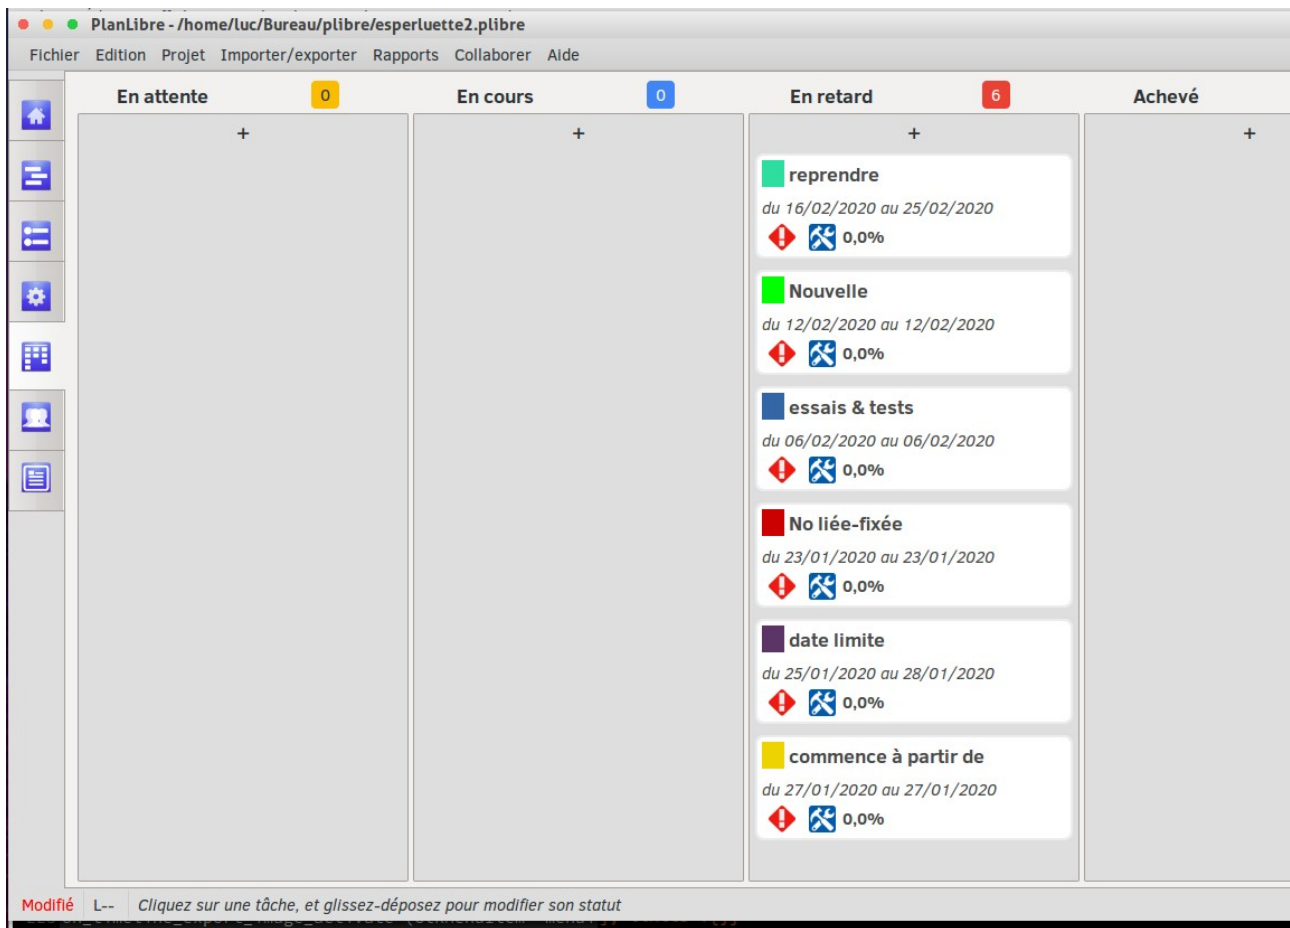 PlanLibre - /home/luc/Bureau/plibre/esperluette2.plibre
Fichier Edition Projet Importer/exporter Rapports Collaborer Aide
En attente 0 En cours 0 En retard 6 Achevé
+ + + +
reprendre
du 16/02/2020 au 25/02/2020
0,0%
Nouvelle
du 12/02/2020 au 12/02/2020
0,0%
essais & tests
du 06/02/2020 au 06/02/2020
0,0%
No liée-fixée
du 23/01/2020 au 23/01/2020
0,0%
date limite
du 25/01/2020 au 28/01/2020
0,0%
commence à partir de
du 27/01/2020 au 27/01/2020
0,0%
Modifié L-- Cliquez sur une tâche, et glissez-déposez pour modifier son statut